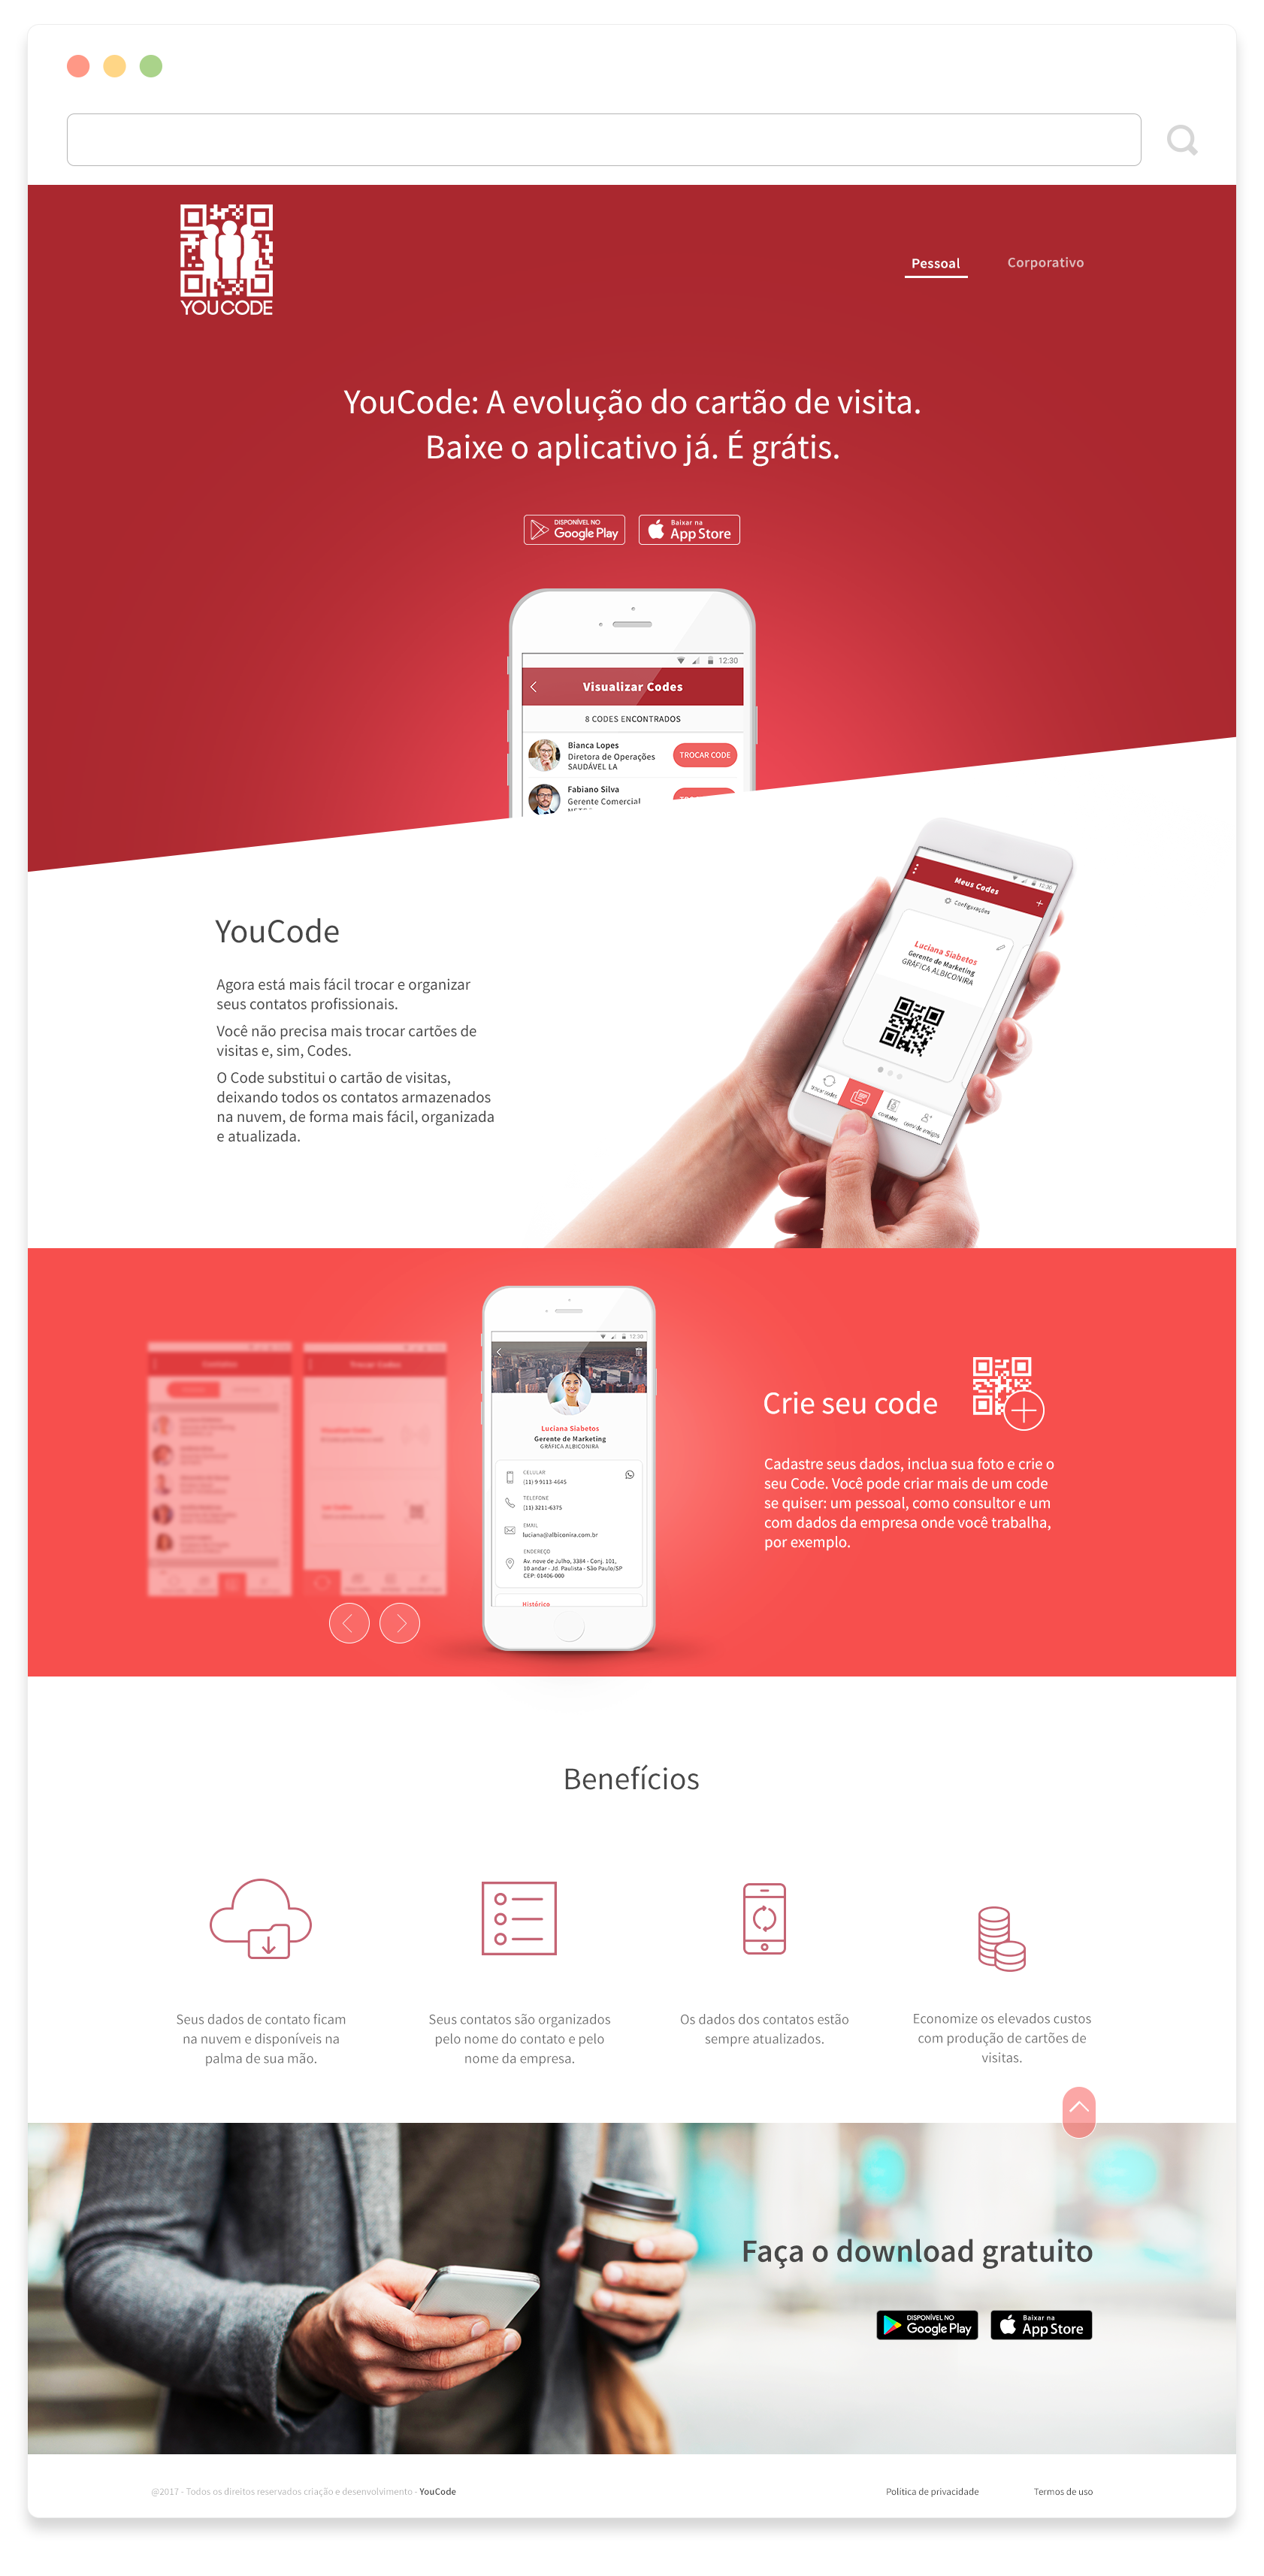 YOUCODE
Pessoal
Corporativo
YouCode: A evolução do cartão de visita.
Baixe o aplicativo já. É grátis.
DISPONÍVEL NO
Google Play
Baixar na
App Store
12:30
Visualizar Codes
8 CODES ENCONTRADOS
Bianca Lopes
Diretora de Operações
SAUDÁVEL LA
TROCAR CODE
Fabiano Silva
Gerente Comercial
12:30
Meus Codes
Configurações
Luciana Siabetos
Gerente de Marketing
GRÁFICA ALBICONIRA
trocar codes
contatos
convide amigos
YouCode
Agora está mais fácil trocar e organizar
seus contatos profissionais.
Você não precisa mais trocar cartões de
visitas e, sim, Codes.
O Code substitui o cartão de visitas,
deixando todos os contatos armazenados
na nuvem, de forma mais fácil, organizada
e atualizada.
Trocar Codes
12:30
Luciana Siabetos
Gerente de Marketing
GRÁFICA ALBICONIRA
CELULAR
(11) 9 9113-4645
TELEFONE
(11) 3211-6375
EMAIL
luciana@albiconira.com.br
ENDEREÇO
Av. nove de Julho, 3384 - Conj. 101,
10 andar - Jd. Paulista - São Paulo/SP
CEP: 01406-000
Histórico
Crie seu code
Cadastre seus dados, inclua sua foto e crie o
seu Code. Você pode criar mais de um code
se quiser: um pessoal, como consultor e um
com dados da empresa onde você trabalha,
por exemplo.
Benefícios
Seus dados de contato ficam
na nuvem e disponíveis na
palma de sua mão.
Seus contatos são organizados
pelo nome do contato e pelo
nome da empresa.
Os dados dos contatos estão
sempre atualizados.
Economize os elevados custos
com produção de cartões de
visitas.
Faça o download gratuito
DISPONÍVEL NO
Google Play
Baixar na
App Store
@2017 - Todos os direitos reservados criação e desenvolvimento - YouCode
Politica de privacidade
Termos de uso